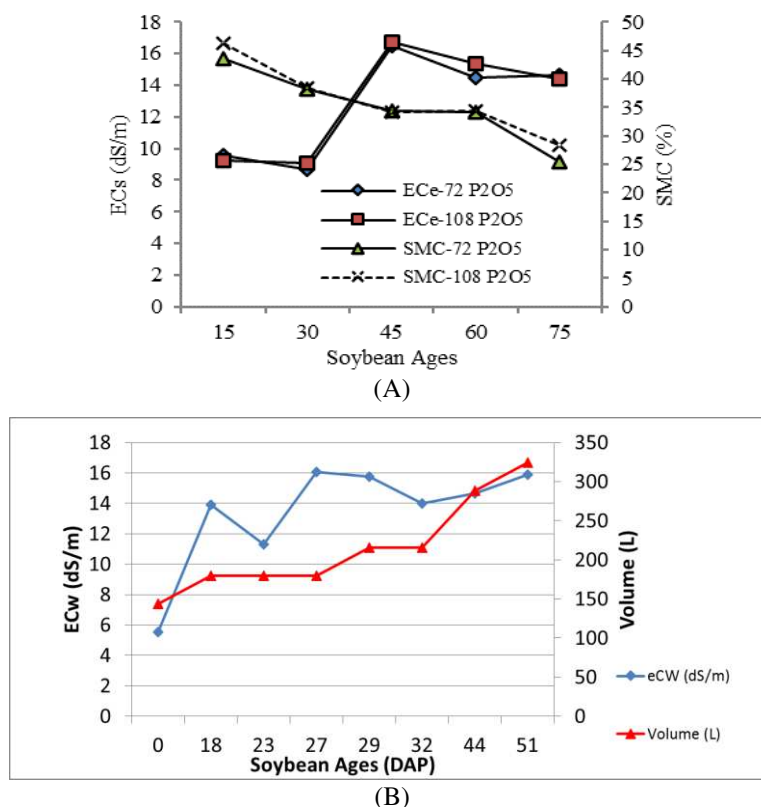 18
16
14
12
10
8
6
4
2
0
ECs (dS/m)
50
45
40
35
30
25
20
15
10
5
0
SMC (%)
ECe-72 P2O5
ECe-108 P2O5
SMC-72 P2O5
SMC-108 P2O5
15 30 45 60 75
Soybean Ages
(A)
18
16
14
12
10
8
6
4
2
0
ECw (dS/m)
350
300
250
200
150
100
50
0
Volume (L)
eCW (dS/m)
Volume (L)
0 18 23 27 29 32 44 51
Soybean Ages (DAP)
(B)